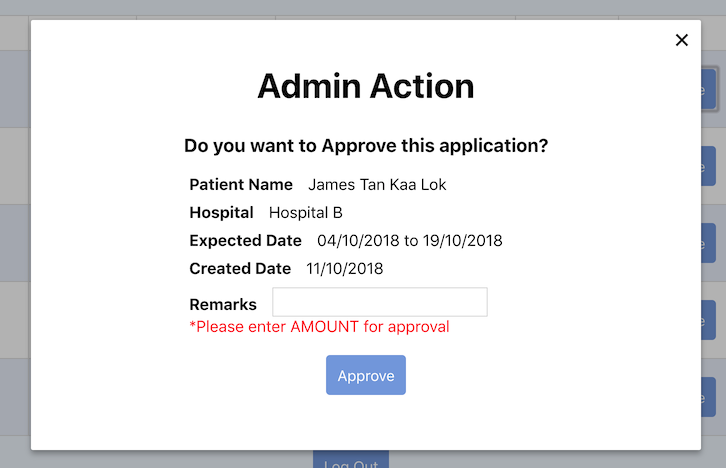 ×
Admin Action
Do you want to Approve this application?
Patient Name James Tan Kaa Lok
Hospital Hospital B
Expected Date 04/10/2018 to 19/10/2018
Created Date 11/10/2018
Remarks
*Please enter AMOUNT for approval
Approve
Log Out